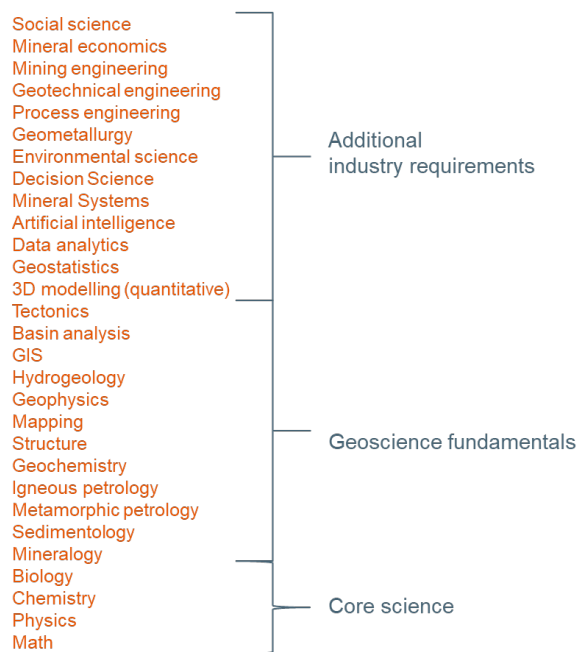 Social science
Mineral economics
Mining engineering
Geotechnical engineering
Process engineering
Geometallurgy
Environmental science
Decision Science
Mineral Systems
Artificial intelligence
Data analytics
Geostatistics
3D modelling (quantitative)
Tectonics
Basin analysis
GIS
Hydrogeology
Geophysics
Mapping
Structure
Geochemistry
Igneous petrology
Metamorphic petrology
Sedimentology
Mineralogy
Biology
Chemistry
Physics
Math
Additional
industry requirements
Geoscience fundamentals
Core science